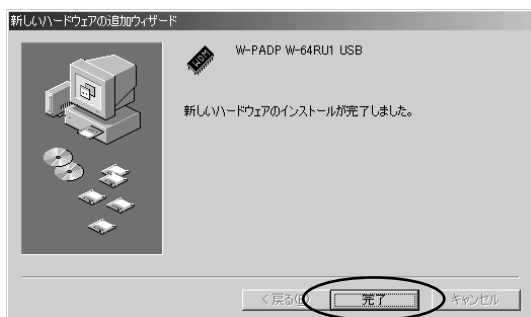 新しいハードウェアの追加ウィザード
WDM
W-PADP W-64RU1 USB
新しいハードウェアのインストールが完了しました。
< 戻る(B)
完了
キャンセル